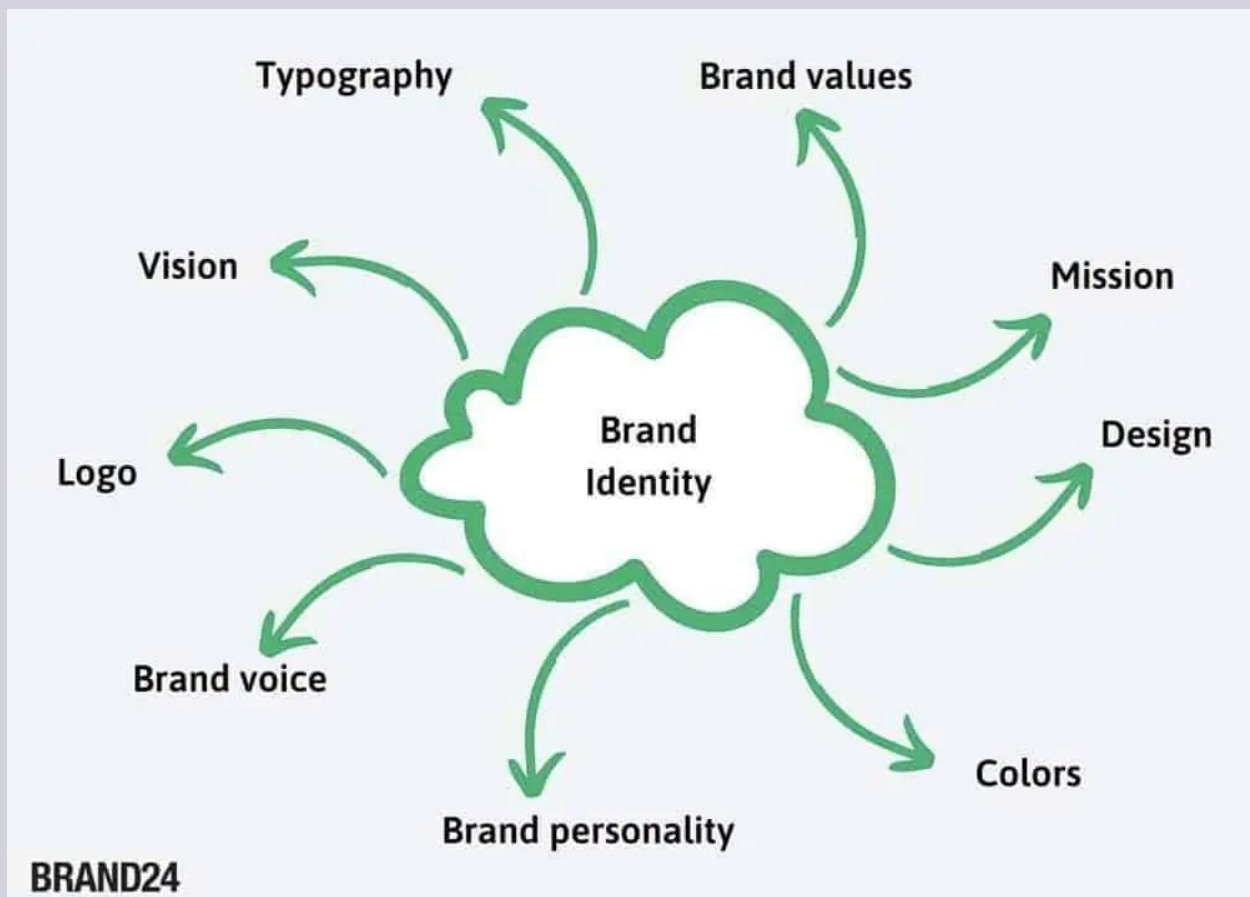 Typography
Brand values
Vision
Mission
Brand
Identity
Design
Logo
Brand voice
Colors
Brand personality
BRAND24